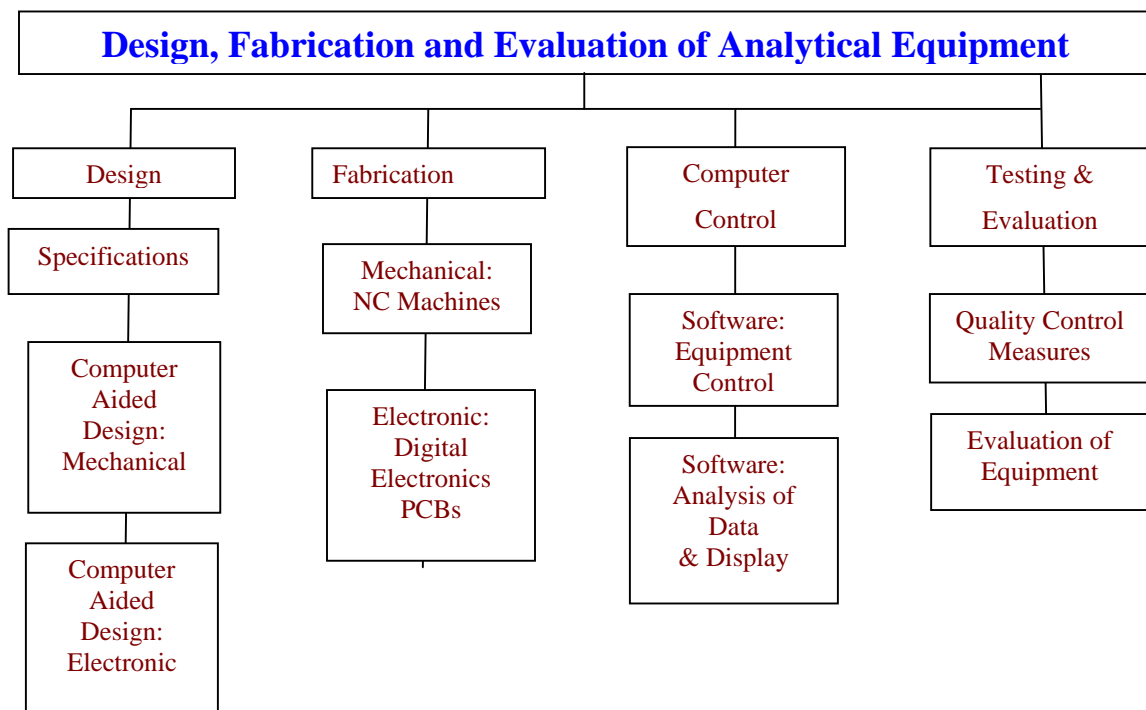 Design, Fabrication and Evaluation of Analytical Equipment
Design
Specifications
Computer
Aided
Design:
Mechanical
Computer
Aided
Design:
Electronic
Fabrication
Mechanical:
NC Machines
Electronic:
Digital
Electronics
PCBs
Computer
Control
Software:
Equipment
Control
Software:
Analysis of
Data
& Display
Testing &
Evaluation
Quality Control
Measures
Evaluation of
Equipment